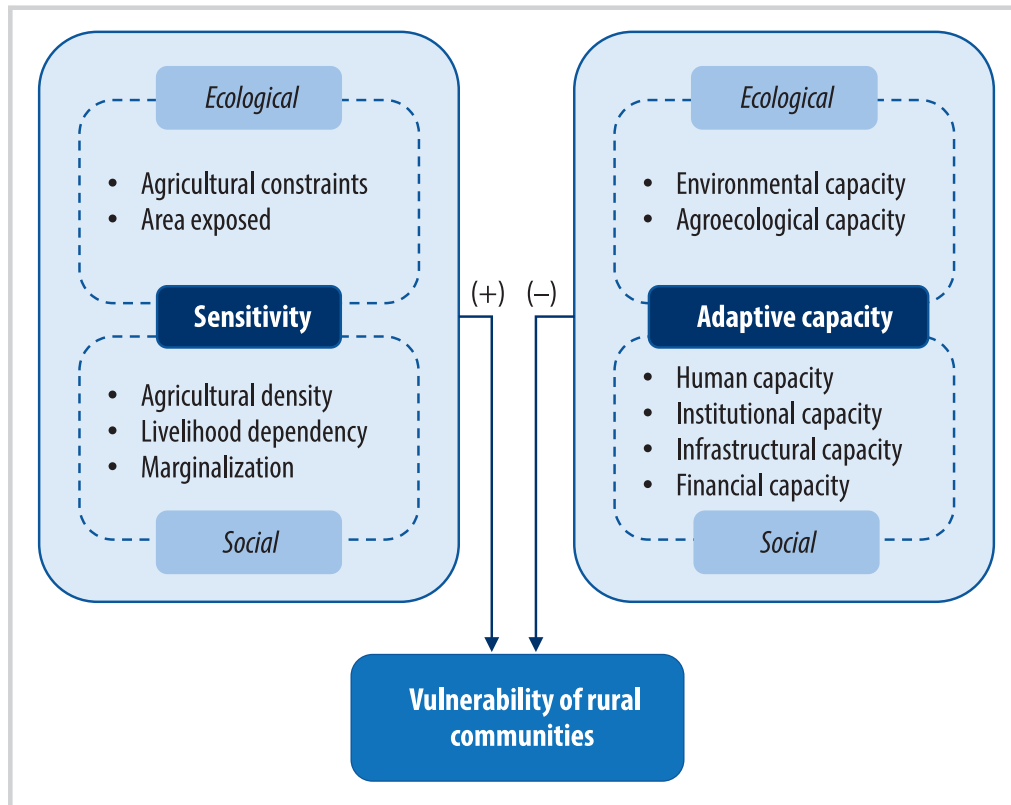 Ecological
• Agricultural constraints
• Area exposed
Sensitivity
• Agricultural density
• Livelihood dependency
• Marginalization
Social
(+)
(–)
Ecological
• Environmental capacity
• Agroecological capacity
Adaptive capacity
• Human capacity
• Institutional capacity
• Infrastructural capacity
• Financial capacity
Social
Vulnerability of rural
communities